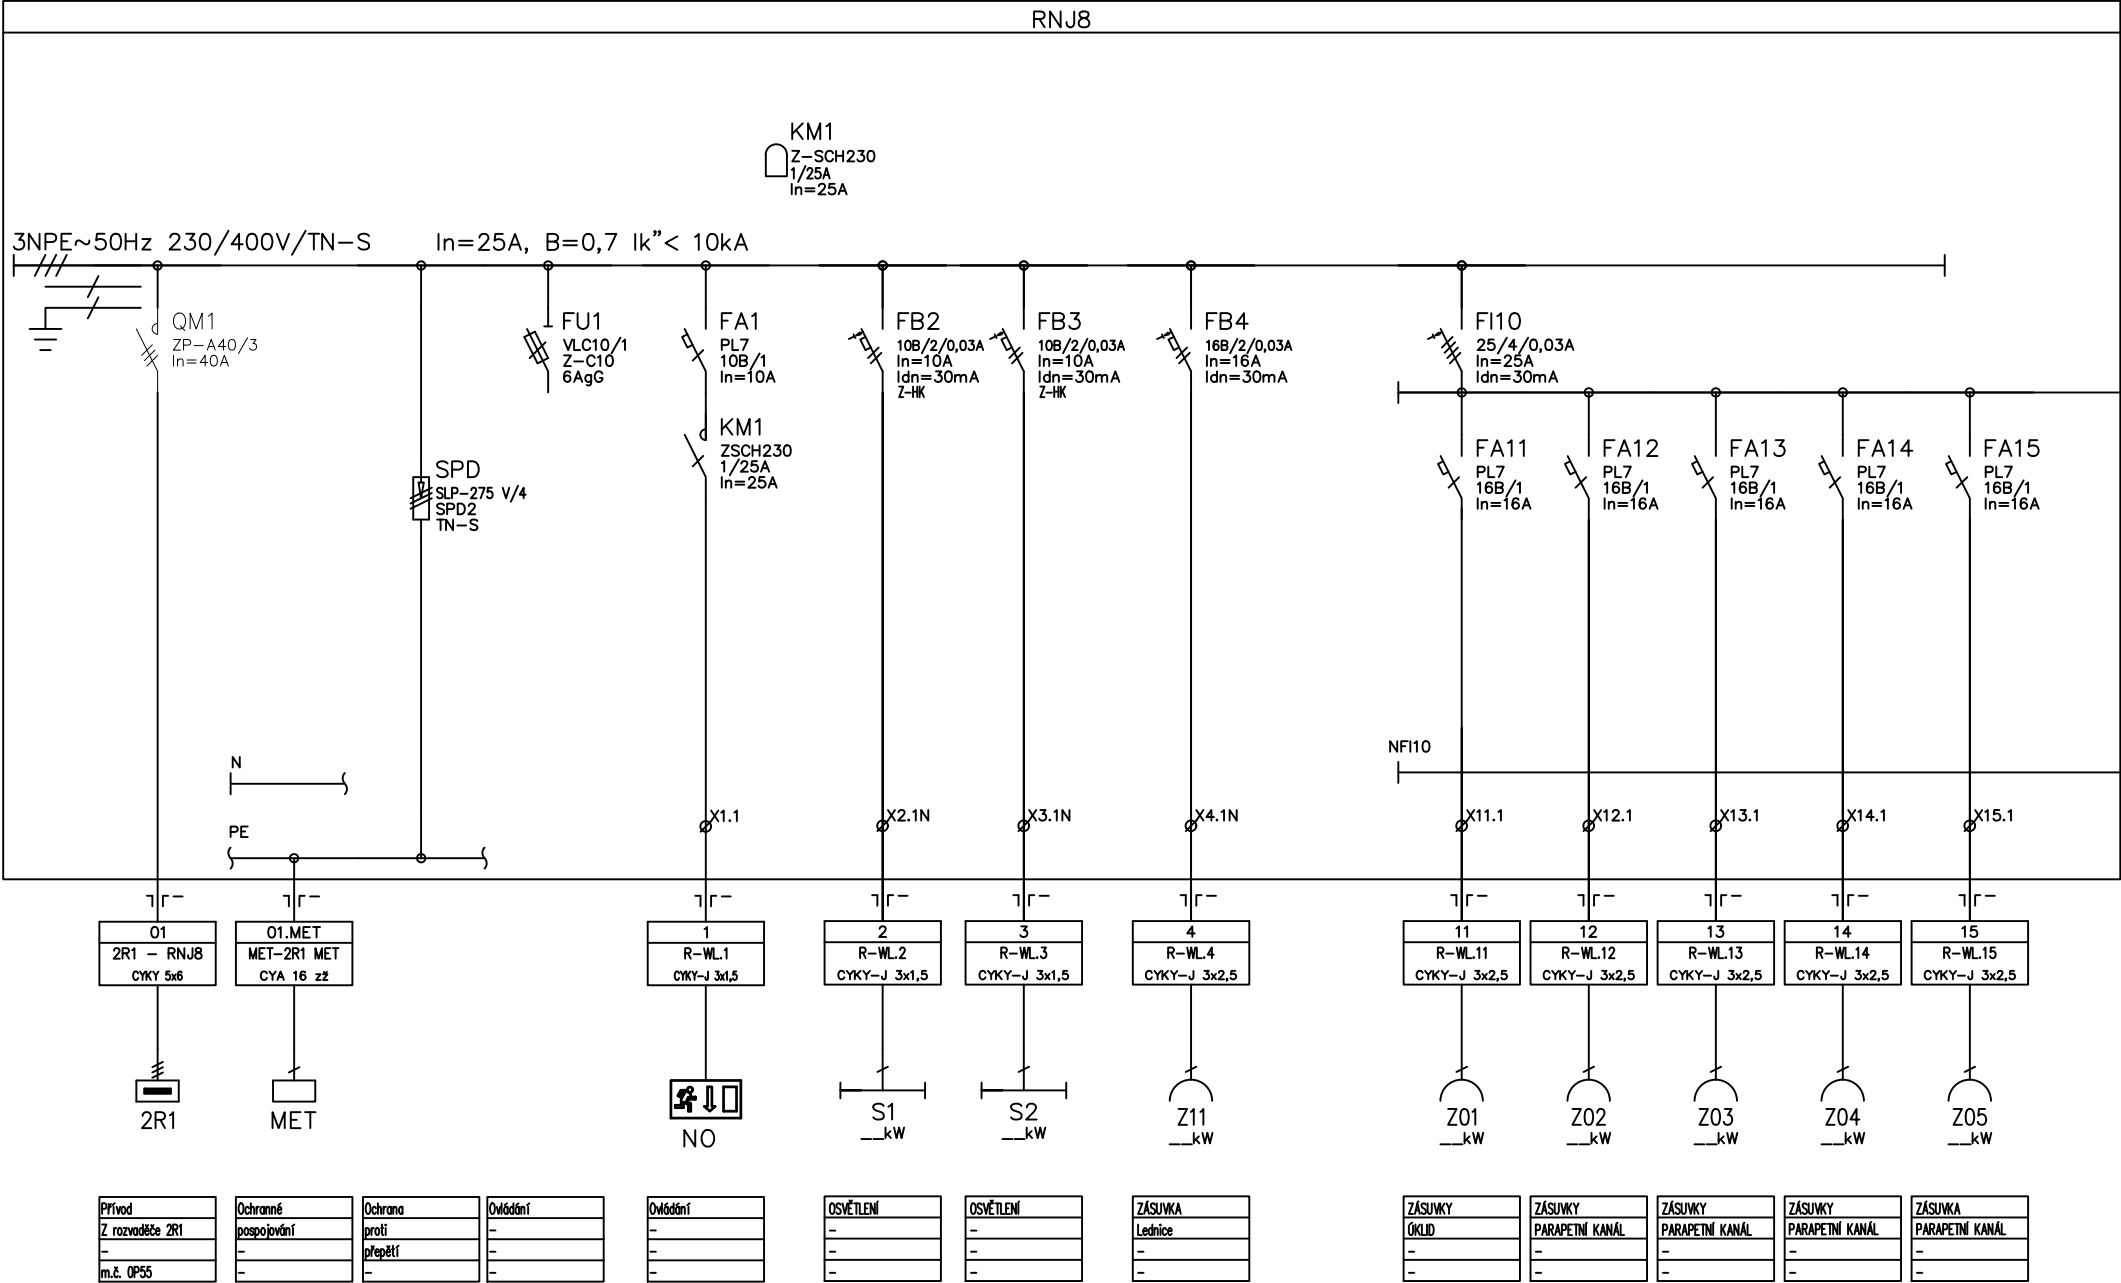 RNJ8
KM1
Z-SCH230
1/25A
In=25A
3NPE~50Hz 230/400V/TN-S
In=25A, B=0,7 Ik"< 10kA
QM1
ZP-A40/3
In=40A
SPD
SLP-275 V/4
SPD2
TN-S
FU1
VLC10/1
Z-C10
6AgG
FA1
PL7
10B/1
In=10A
KM1
ZSCH230
1/25A
In=25A
FB2
10B/2/0,03A
In=10A
Idn=30mA
Z-HK
FB3
10B/2/0,03A
In=10A
Idn=30mA
Z-HK
FB4
16B/2/0,03A
In=16A
Idn=30mA
FI10
25/4/0,03A
In=25A
Idn=30mA
FA11
PL7
16B/1
In=16A
FA12
PL7
16B/1
In=16A
FA13
PL7
16B/1
In=16A
FA14
PL7
16B/1
In=16A
FA15
PL7
16B/1
In=16A
N
PE
NFI10
X1.1
X2.1N
X3.1N
X4.1N
X11.1
X12.1
X13.1
X14.1
X15.1
01
2R1 - RNJ8
CYKY 5x6
01.MET
MET-2R1 MET
CYA 16 zž
1
R-WL.1
CYKY-J 3x1,5
2
R-WL.2
CYKY-J 3x1,5
3
R-WL.3
CYKY-J 3x1,5
4
R-WL.4
CYKY-J 3x2,5
11
R-WL.11
CYKY-J 3x2,5
12
R-WL.12
CYKY-J 3x2,5
13
R-WL.13
CYKY-J 3x2,5
14
R-WL.14
CYKY-J 3x2,5
15
R-WL.15
CYKY-J 3x2,5
2R1
MET
NO
S1
__kW
S2
__kW
Z11
__kW
Z01
__kW
Z02
__kW
Z03
__kW
Z04
__kW
Z05
__kW
Přívod
Z rozvaděče 2R1
-
m.č. 0P55
Ochranné
pospojování
-
-
Ochrana
proti
přepětí
-
Ovládání
-
-
-
Ovládání
-
-
-
OSVĚTLENÍ
-
-
-
OSVĚTLENÍ
-
-
-
ZÁSUVKA
Lednice
-
-
ZÁSUVKY
ÚKLID
-
-
ZÁSUVKY
PARAPETNÍ KANÁL
-
-
ZÁSUVKY
PARAPETNÍ KANÁL
-
-
ZÁSUVKY
PARAPETNÍ KANÁL
-
-
ZÁSUVKA
PARAPETNÍ KANÁL
-
-